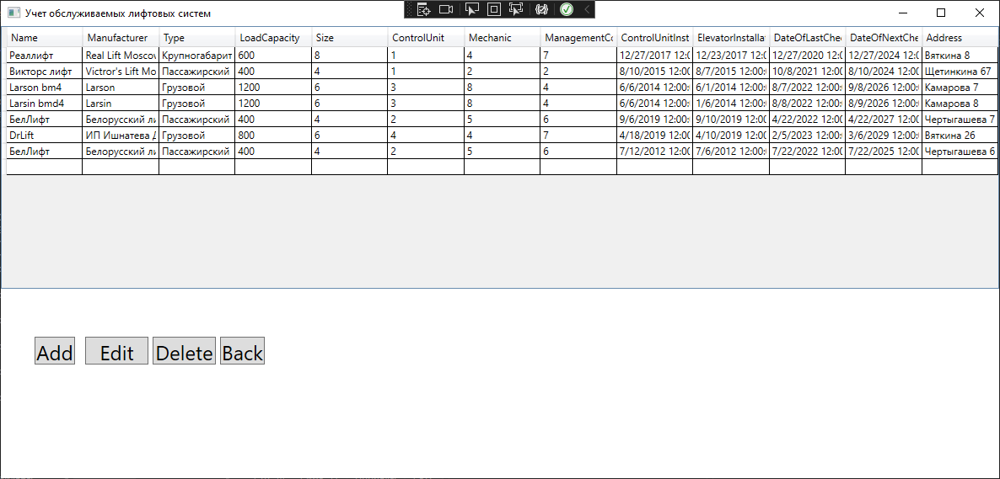 Учет обслуживаемых лифтовых систем
Name Manufacturer Type LoadCapacity Size ControlUnit Mechanic ManagementCo ControlUnitInst ElevatorInstalla DateOfLastChe DateOfNextChe Address
Реаллифт Real Lift Moscov Крупногабарит 600 8 1 4 7 12/27/2017 12:0 12/23/2017 12:0 12/27/2020 12:0 12/27/2024 12:0 Вяткина 8
Викторс лифт Victror's Lift Mo Пассажирский 400 4 1 2 2 8/10/2015 12:00 8/7/2015 12:00: 10/8/2021 12:00 8/10/2024 12:00 Щетинкина 67
Larson bm4 Larson Грузовой 1200 6 3 8 4 6/6/2014 12:00: 6/1/2014 12:00: 8/7/2022 12:00: 9/8/2026 12:00: Камарова 7
Larsin bmd4 Larsin Грузовой 1200 6 3 8 4 6/6/2014 12:00: 1/6/2014 12:00: 8/8/2022 12:00: 8/9/2026 12:00: Камарова 8
БелЛифт Белорусский ли Пассажирский 400 4 2 5 6 9/6/2019 12:00: 9/10/2019 12:00 4/22/2022 12:00 4/22/2027 12:00 Чертыгашева 7
DrLift ИП Ишнатева Д Грузовой 800 6 4 4 7 4/18/2019 12:00 4/10/2019 12:00 2/5/2023 12:00: 3/6/2029 12:00: Вяткина 26
БелЛифт Белорусский ли Пассажирский 400 4 2 5 6 7/12/2012 12:00 7/6/2012 12:00: 7/22/2022 12:00 7/22/2025 12:00 Чертыгашева 6
Add Edit Delete Back